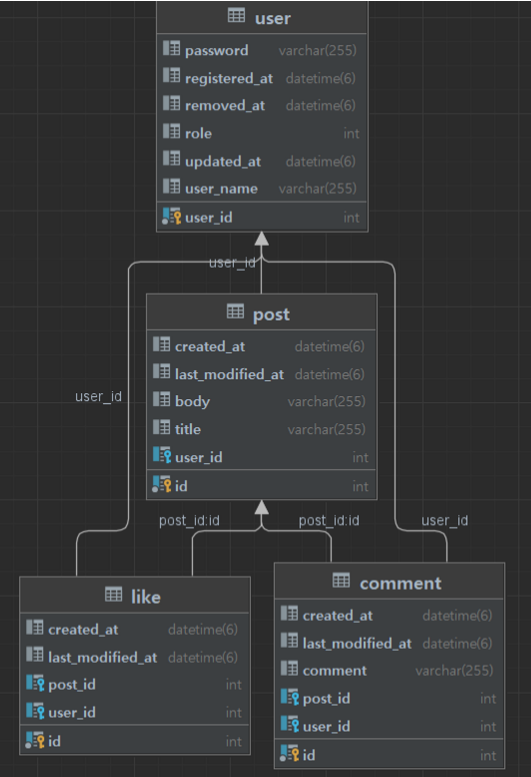 user
password varchar(255)
registered_at datetime(6)
removed_at datetime(6)
role int
updated_at datetime(6)
user_name varchar(255)
user_id int
user_id
post
created_at datetime(6)
last_modified_at datetime(6)
body varchar(255)
title varchar(255)
user_id int
id int
user_id
post_id:id
post_id:id
user_id
like
created_at datetime(6)
last_modified_at datetime(6)
post_id int
user_id int
id int
comment
created_at datetime(6)
last_modified_at datetime(6)
comment varchar(255)
post_id int
user_id int
id int